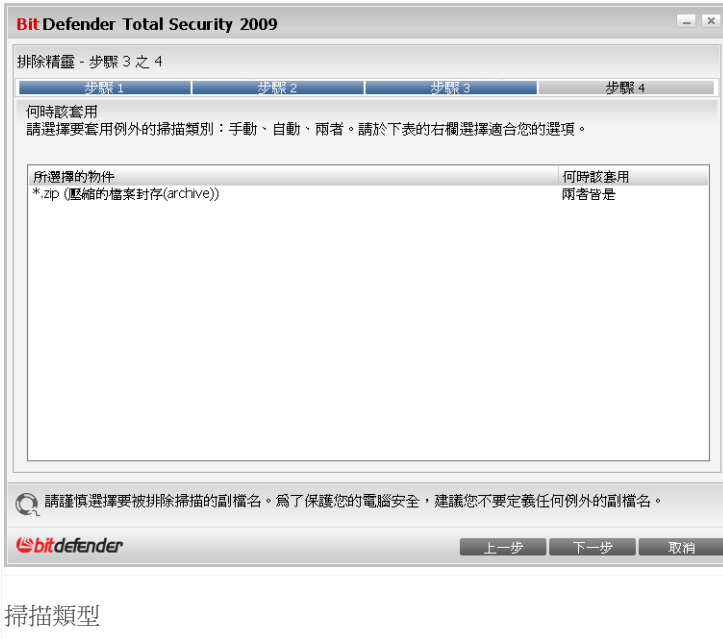 BitDefender Total Security 2009
排除精靈 - 步驟 3 之 4
步驟 1 步驟 2 步驟 3 步驟 4
何時該套用
請選擇要套用例外的掃描類別：手動、自動、兩者。請於下表的右欄選擇適合您的選項。
所選擇的物件 何時該套用
*.zip (壓縮的檔案封存(archive)) 兩者皆是
請謹慎選擇要被排除掃描的副檔名。為了保護您的電腦安全，建議您不要定義任何例外的副檔名。
bitdefender 上一步 下一步 取消
掃描類型